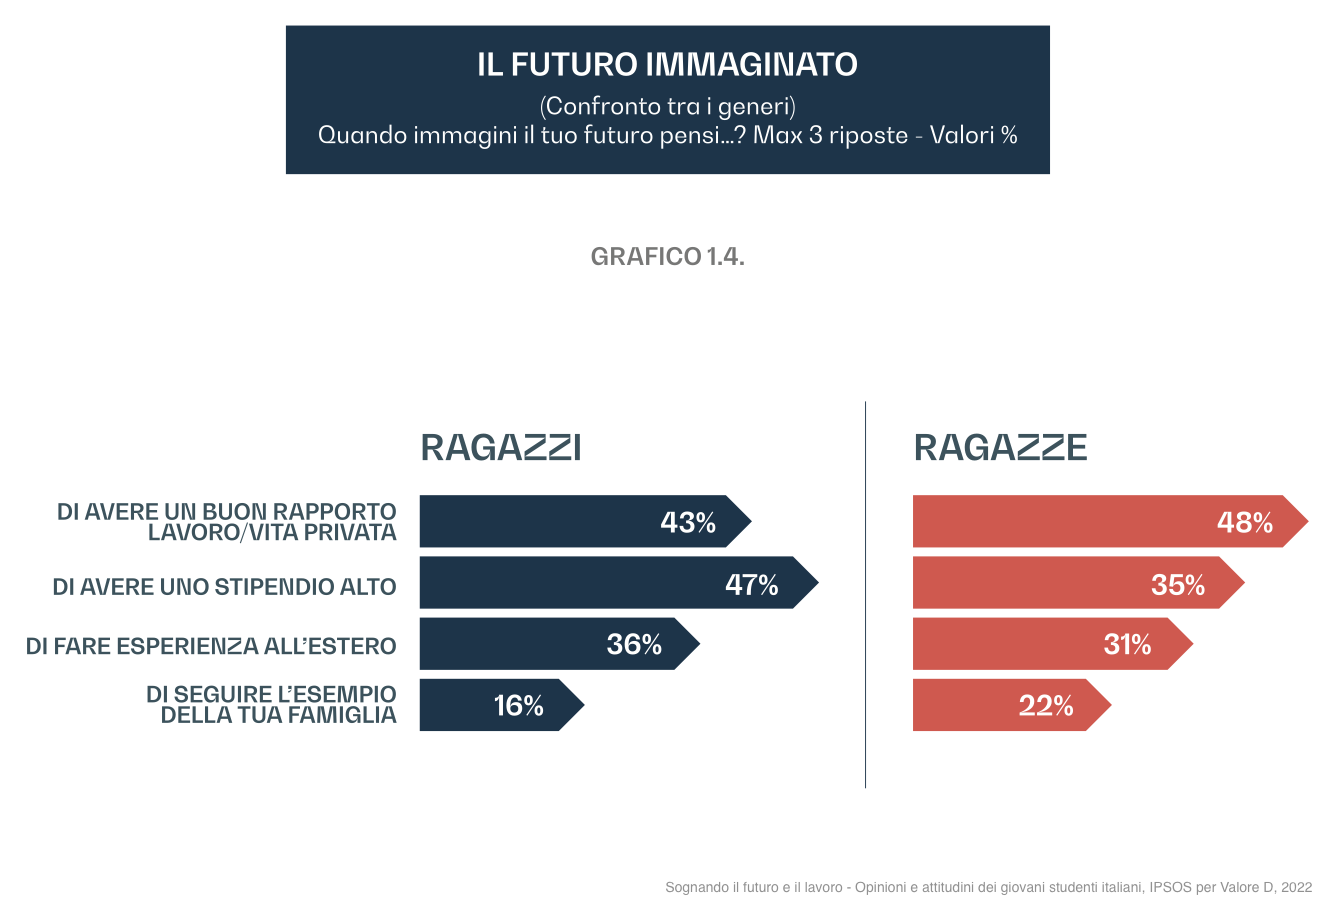 IL FUTURO IMMAGINATO
(Confronto tra i generi)
Quando immagini il tuo futuro pensi...? Max 3 riposte - Valori %
GRAFICO 1.4.
RAGAZZI
RAGAZZE
DI AVERE UN BUON RAPPORTO
LAVORO/VITA PRIVATA
43%
48%
DI AVERE UNO STIPENDIO ALTO
47%
35%
DI FARE ESPERIENZA ALL'ESTERO
36%
31%
DI SEGUIRE L'ESEMPIO
DELLA TUA FAMIGLIA
16%
22%
Sognando il futuro e il lavoro - Opinioni e attitudini dei giovani studenti italiani, IPSOS per Valore D, 2022